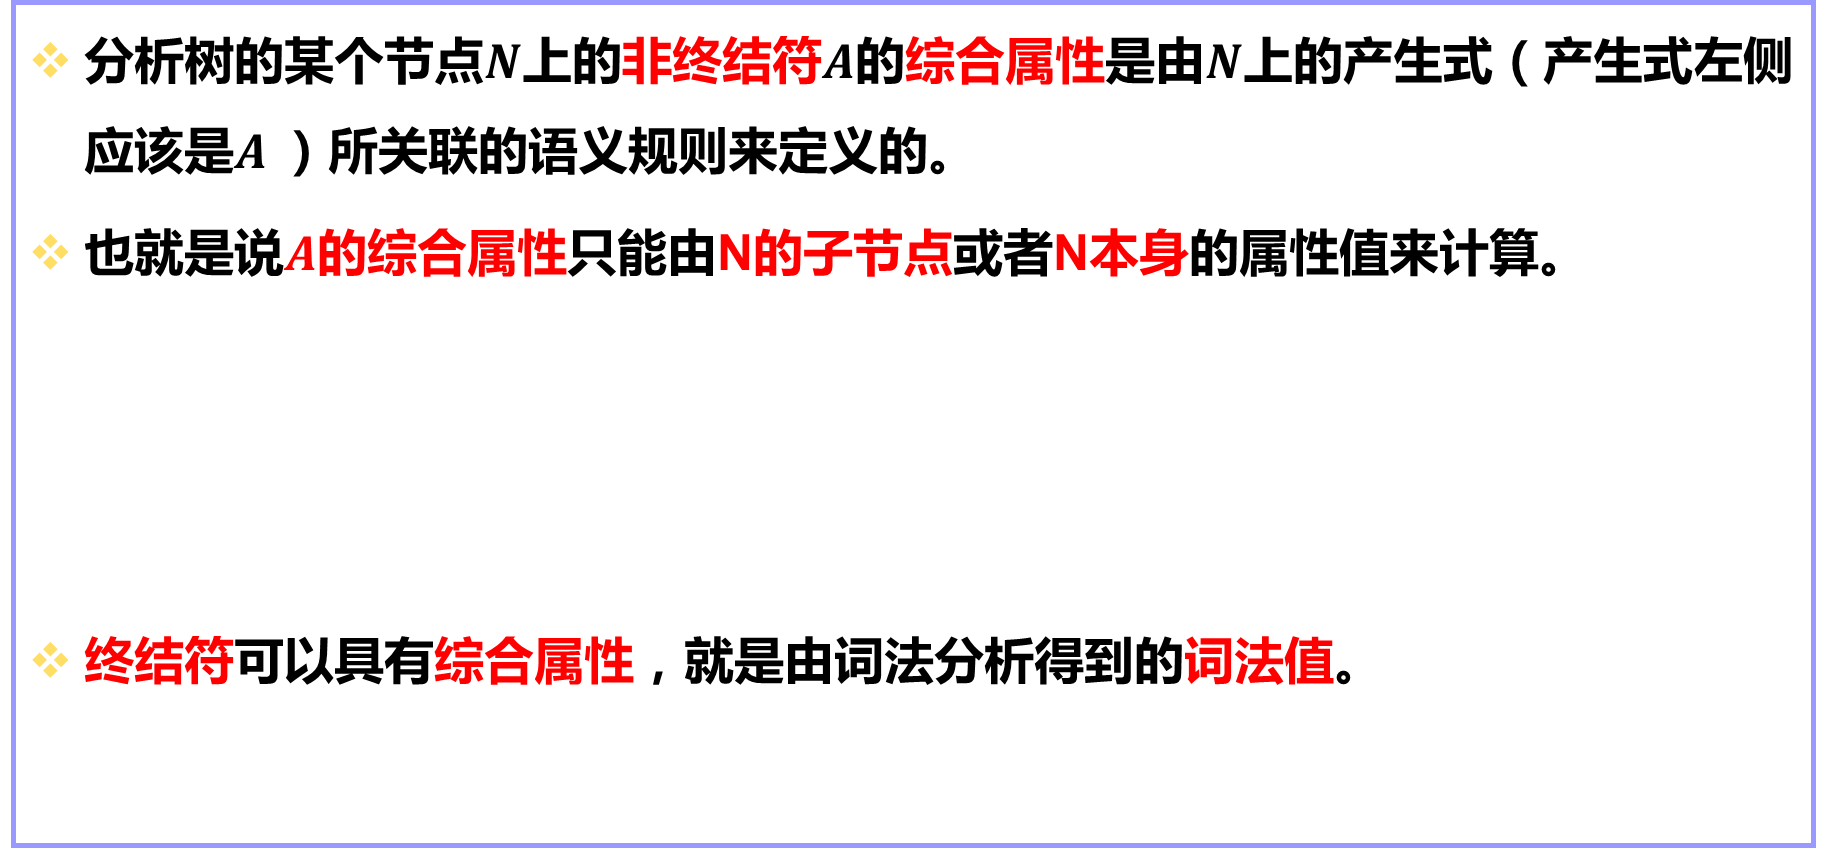 分析树的某个节点N上的非终结符A的综合属性是由N上的产生式（产生式左侧
应该是A ）所关联的语义规则来定义的。
也就是说A的综合属性只能由N的子节点或者N本身的属性值来计算。
终结符可以具有综合属性，就是由词法分析得到的词法值。